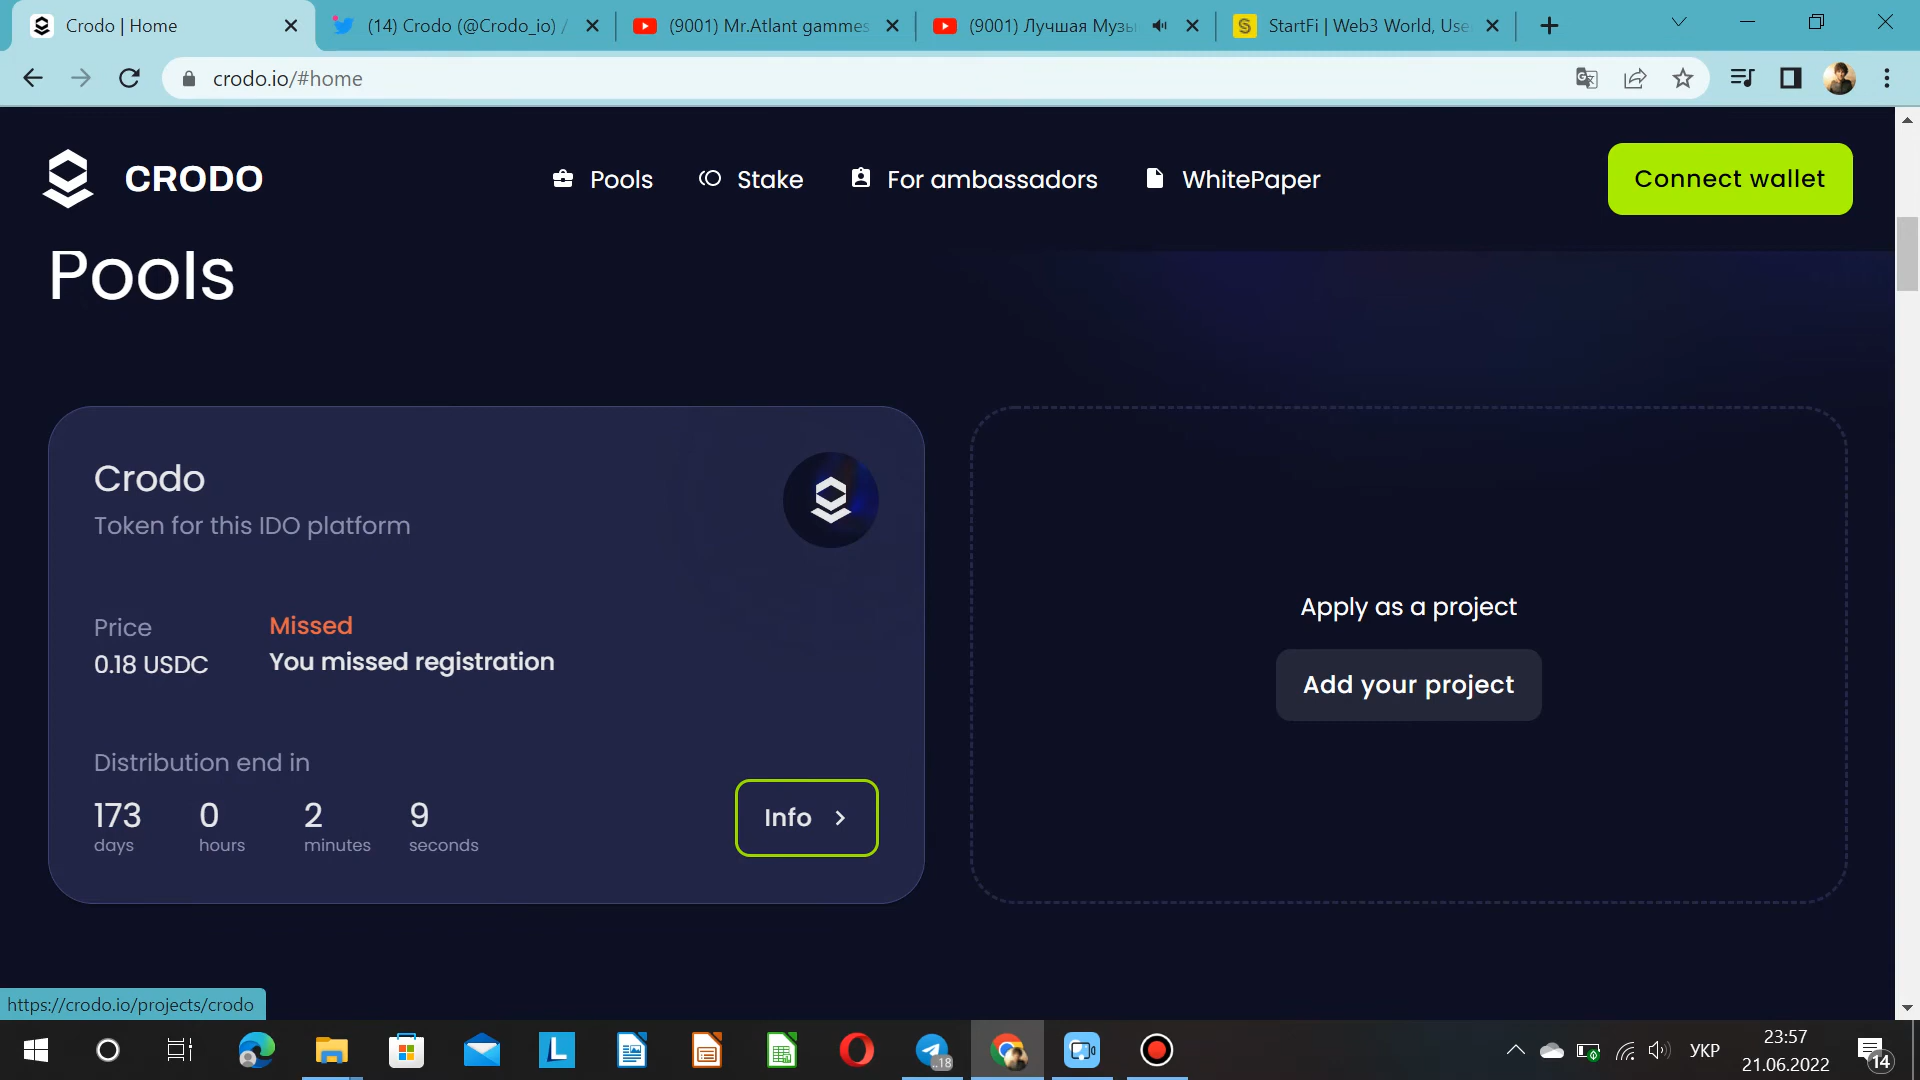 Crodo | Home
(14) Crodo (@Crodo_io) /
(9001) Mr.Atlant gammes
(9001) Лучшая Музы
StartFi | Web3 World, Use
crodo.io/#home
CRODO
Pools
Stake
For ambassadors
WhitePaper
Connect wallet
Pools
Crodo
Token for this IDO platform
Price
0.18 USDC
Missed
You missed registration
Distribution end in
173
days
0
hours
2
minutes
9
seconds
Info
Apply as a project
Add your project
https://crodo.io/projects/crodo
..18
УКР
23:57
21.06.2022
14